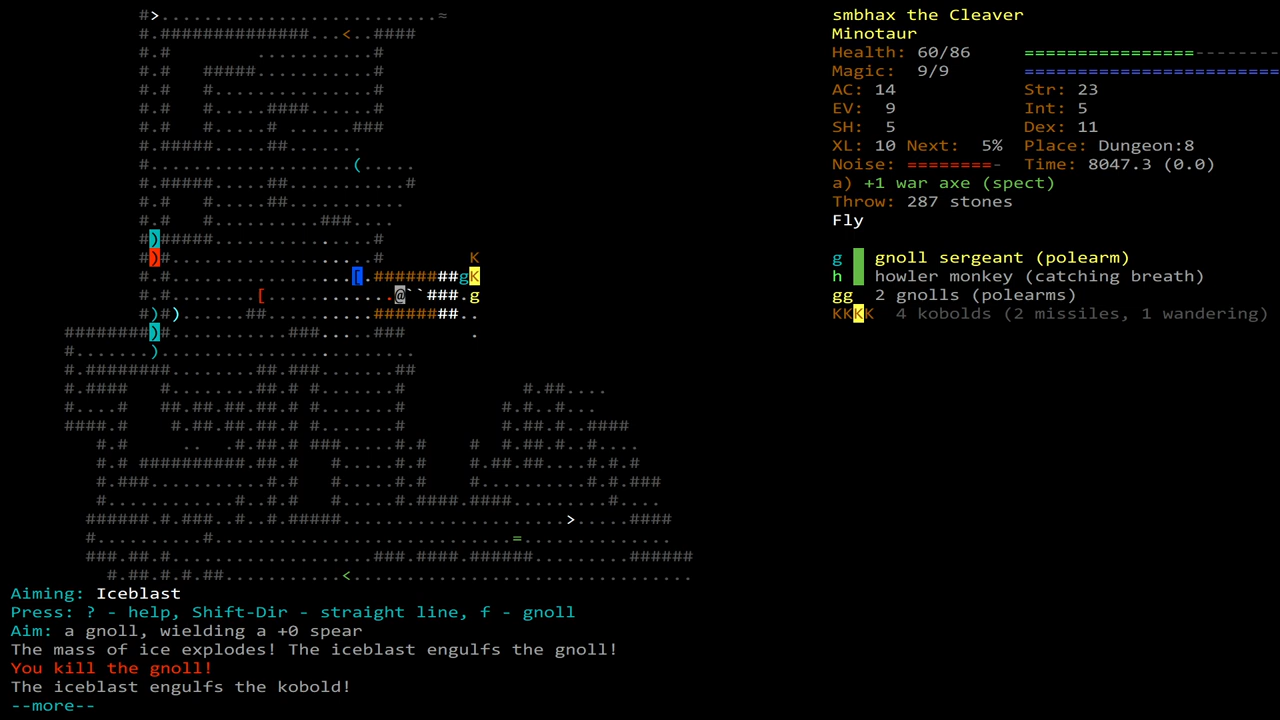 smbhax the Cleaver
Minotaur
Health: 60/86
Magic: 9/9
AC: 14 Str: 23
EV: 9 Int: 5
SH: 5 Dex: 11
XL: 10 Next: 5% Place: Dungeon:8
Noise: ========- Time: 8047.3 (0.0)
a) +1 war axe (spect)
Throw: 287 stones
Fly
g gnoll sergeant (polearm)
h howler monkey (catching breath)
gg 2 gnolls (polearms)
KKKK 4 kobolds (2 missiles, 1 wandering)
Aiming: Iceblast
Press: ? - help, Shift-Dir - straight line, f - gnoll
Aim: a gnoll, wielding a +0 spear
The mass of ice explodes! The iceblast engulfs the gnoll!
You kill the gnoll!
The iceblast engulfs the kobold!
--more--